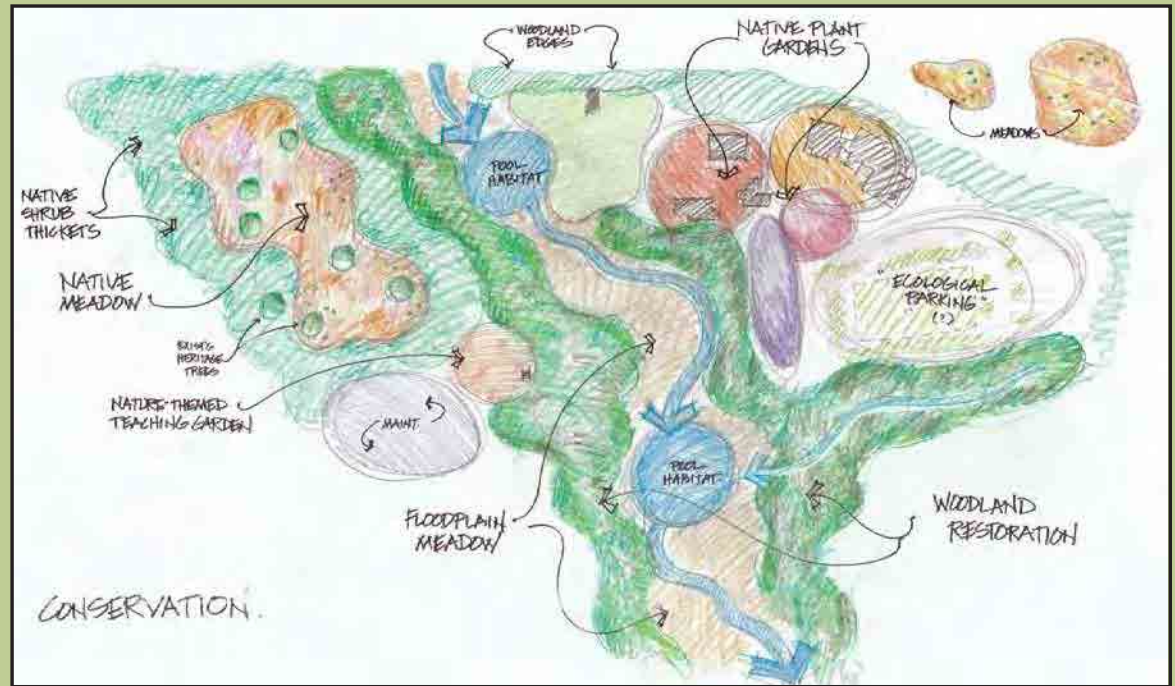 WOODLAND
EDGES
NATIVE PLANT
GARDENS
MEADOWS
POOL-
HABITAT
NATIVE
SHRUB
THICKETS
NATIVE
MEADOW
EXIST'G
HERITAGE
TREES
"ECOLOGICAL
PARKING"
(?)
NATURE-THEMED
TEACHING GARDEN
MAINT.
POOL-
HABITAT
FLOODPLAIN
MEADOW
WOODLAND
RESTORATION
CONSERVATION.